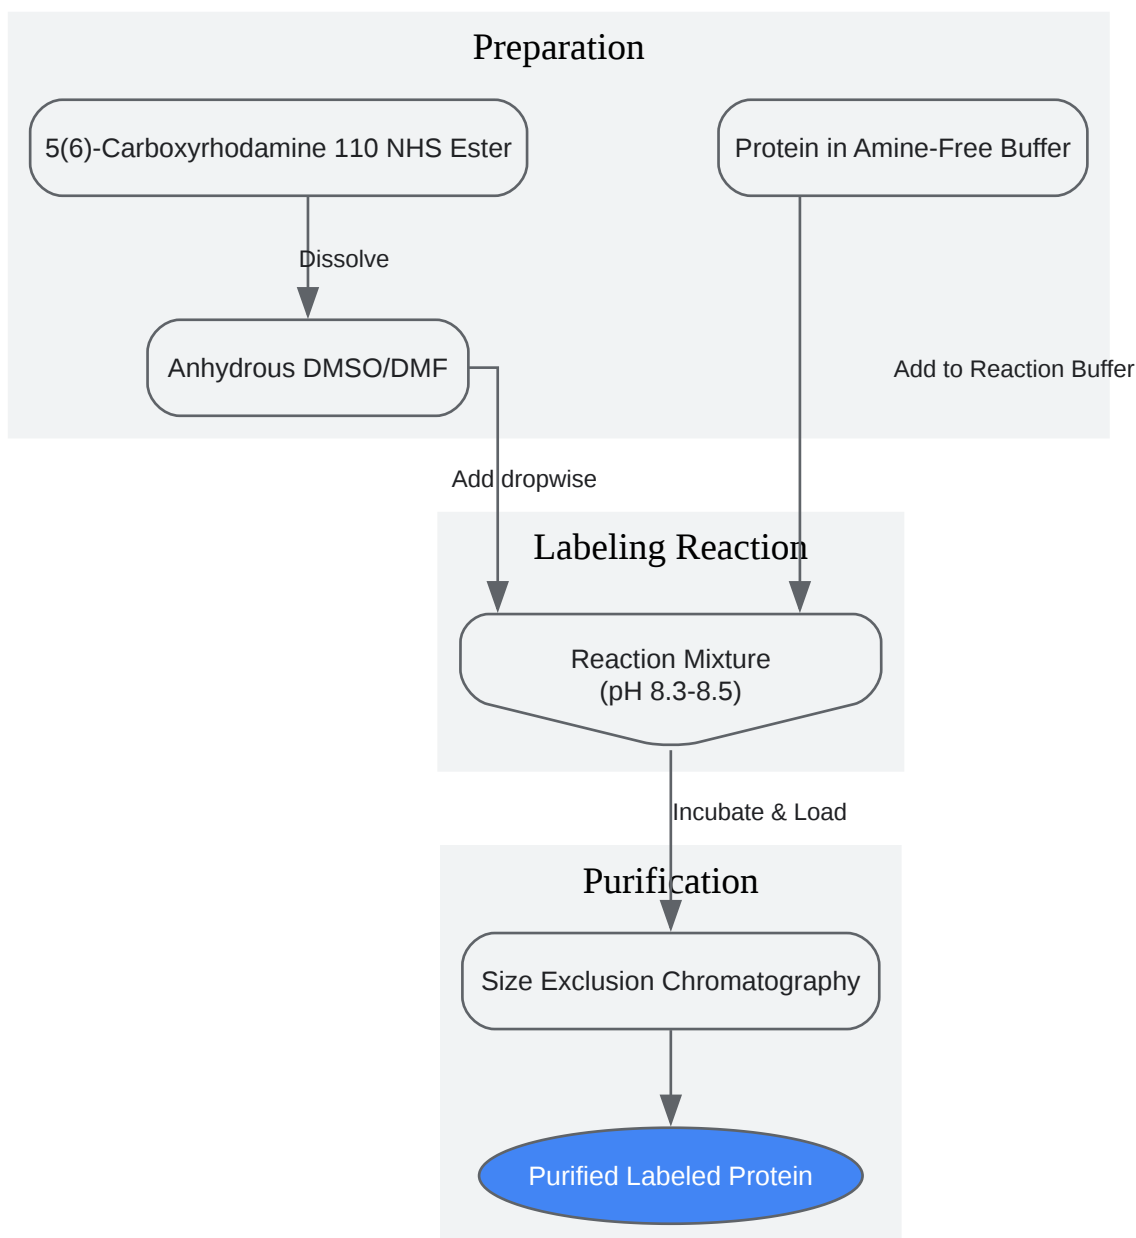 Preparation
5(6)-Carboxyrhodamine 110 NHS Ester
Protein in Amine-Free Buffer
Dissolve
Anhydrous DMSO/DMF
Add to Reaction Buffer
Add dropwise
Labeling Reaction
Reaction Mixture
(pH 8.3-8.5)
Incubate & Load
Purification
Size Exclusion Chromatography
Purified Labeled Protein